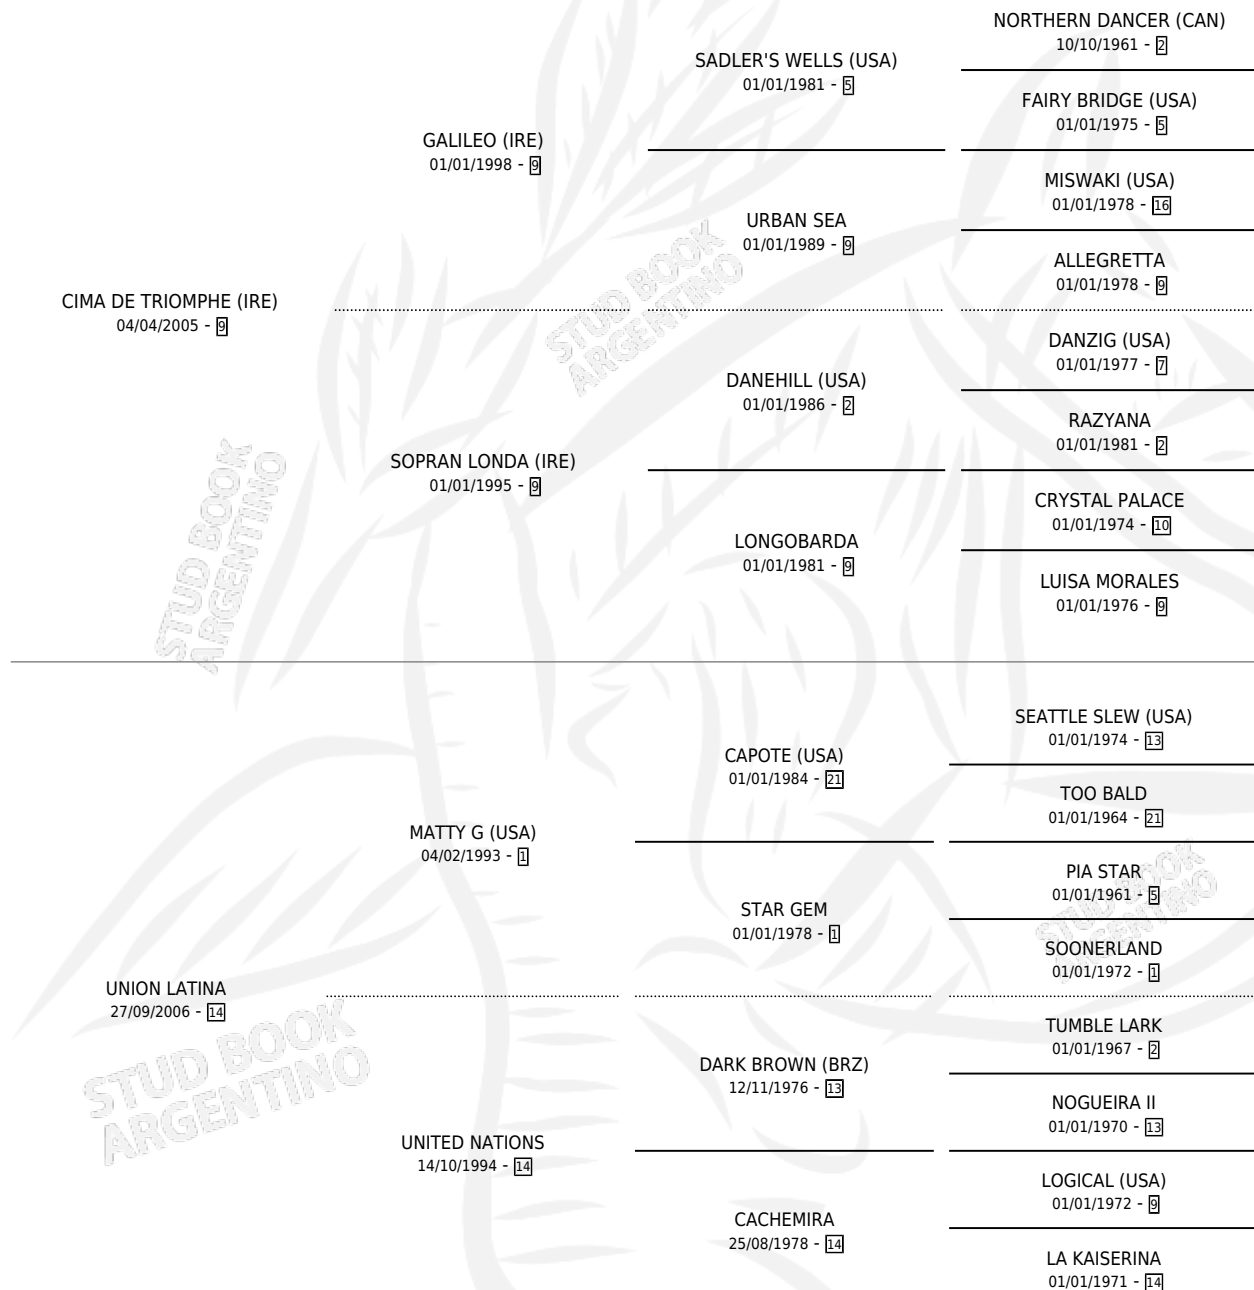 NORTHERN DANCER (CAN)
10/10/1961 - 2
SADLER'S WELLS (USA)
01/01/1981 - 5
FAIRY BRIDGE (USA)
01/01/1975 - 5
GALILEO (IRE)
01/01/1998 - 9
MISWAKI (USA)
01/01/1978 - 16
URBAN SEA
01/01/1989 - 9
ALLEGRETTA
01/01/1978 - 9
CIMA DE TRIOMPHE (IRE)
04/04/2005 - 9
DANZIG (USA)
01/01/1977 - 7
DANEHILL (USA)
01/01/1986 - 2
RAZYANA
01/01/1981 - 2
SOPRAN LONDA (IRE)
01/01/1995 - 9
CRYSTAL PALACE
01/01/1974 - 10
LONGOBARDA
01/01/1981 - 9
LUISA MORALES
01/01/1976 - 9
SEATTLE SLEW (USA)
01/01/1974 - 13
CAPOTE (USA)
01/01/1984 - 21
TOO BALD
01/01/1964 - 21
MATTY G (USA)
04/02/1993 - 1
PIA STAR
01/01/1961 - 5
STAR GEM
01/01/1978 - 1
SOONERLAND
01/01/1972 - 1
UNION LATINA
27/09/2006 - 14
TUMBLE LARK
01/01/1967 - 2
DARK BROWN (BRZ)
12/11/1976 - 13
NOGUEIRA II
01/01/1970 - 13
UNITED NATIONS
14/10/1994 - 14
LOGICAL (USA)
01/01/1972 - 9
CACHEMIRA
25/08/1978 - 14
LA KAISERINA
01/01/1971 - 14
STUD BOOK
ARGENTINO
STUD BOOK
ARGENTINO
STUD BOOK
ARGENTINO
STUD BOOK
ARGENTINO